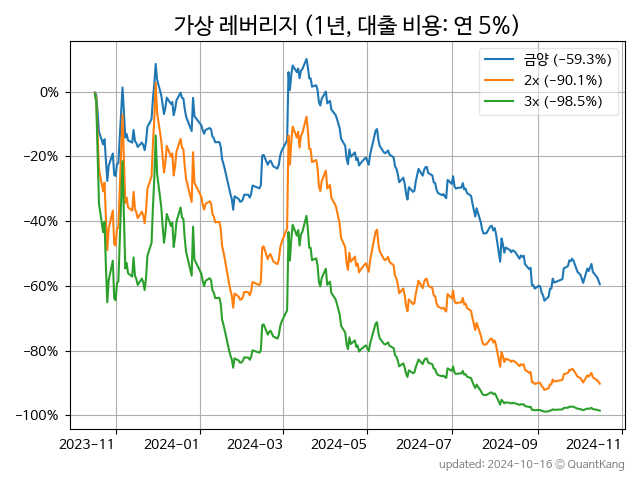 가상 레버리지 (1년, 대출 비용: 연 5%)
금양 (−59.3%)
2x (−90.1%)
3x (−98.5%)
0%
−20%
−40%
−60%
−80%
−100%
2023−11 2024−01 2024−03 2024−05 2024−07 2024−09 2024−11
updated: 2024-10-16 © QuantKang